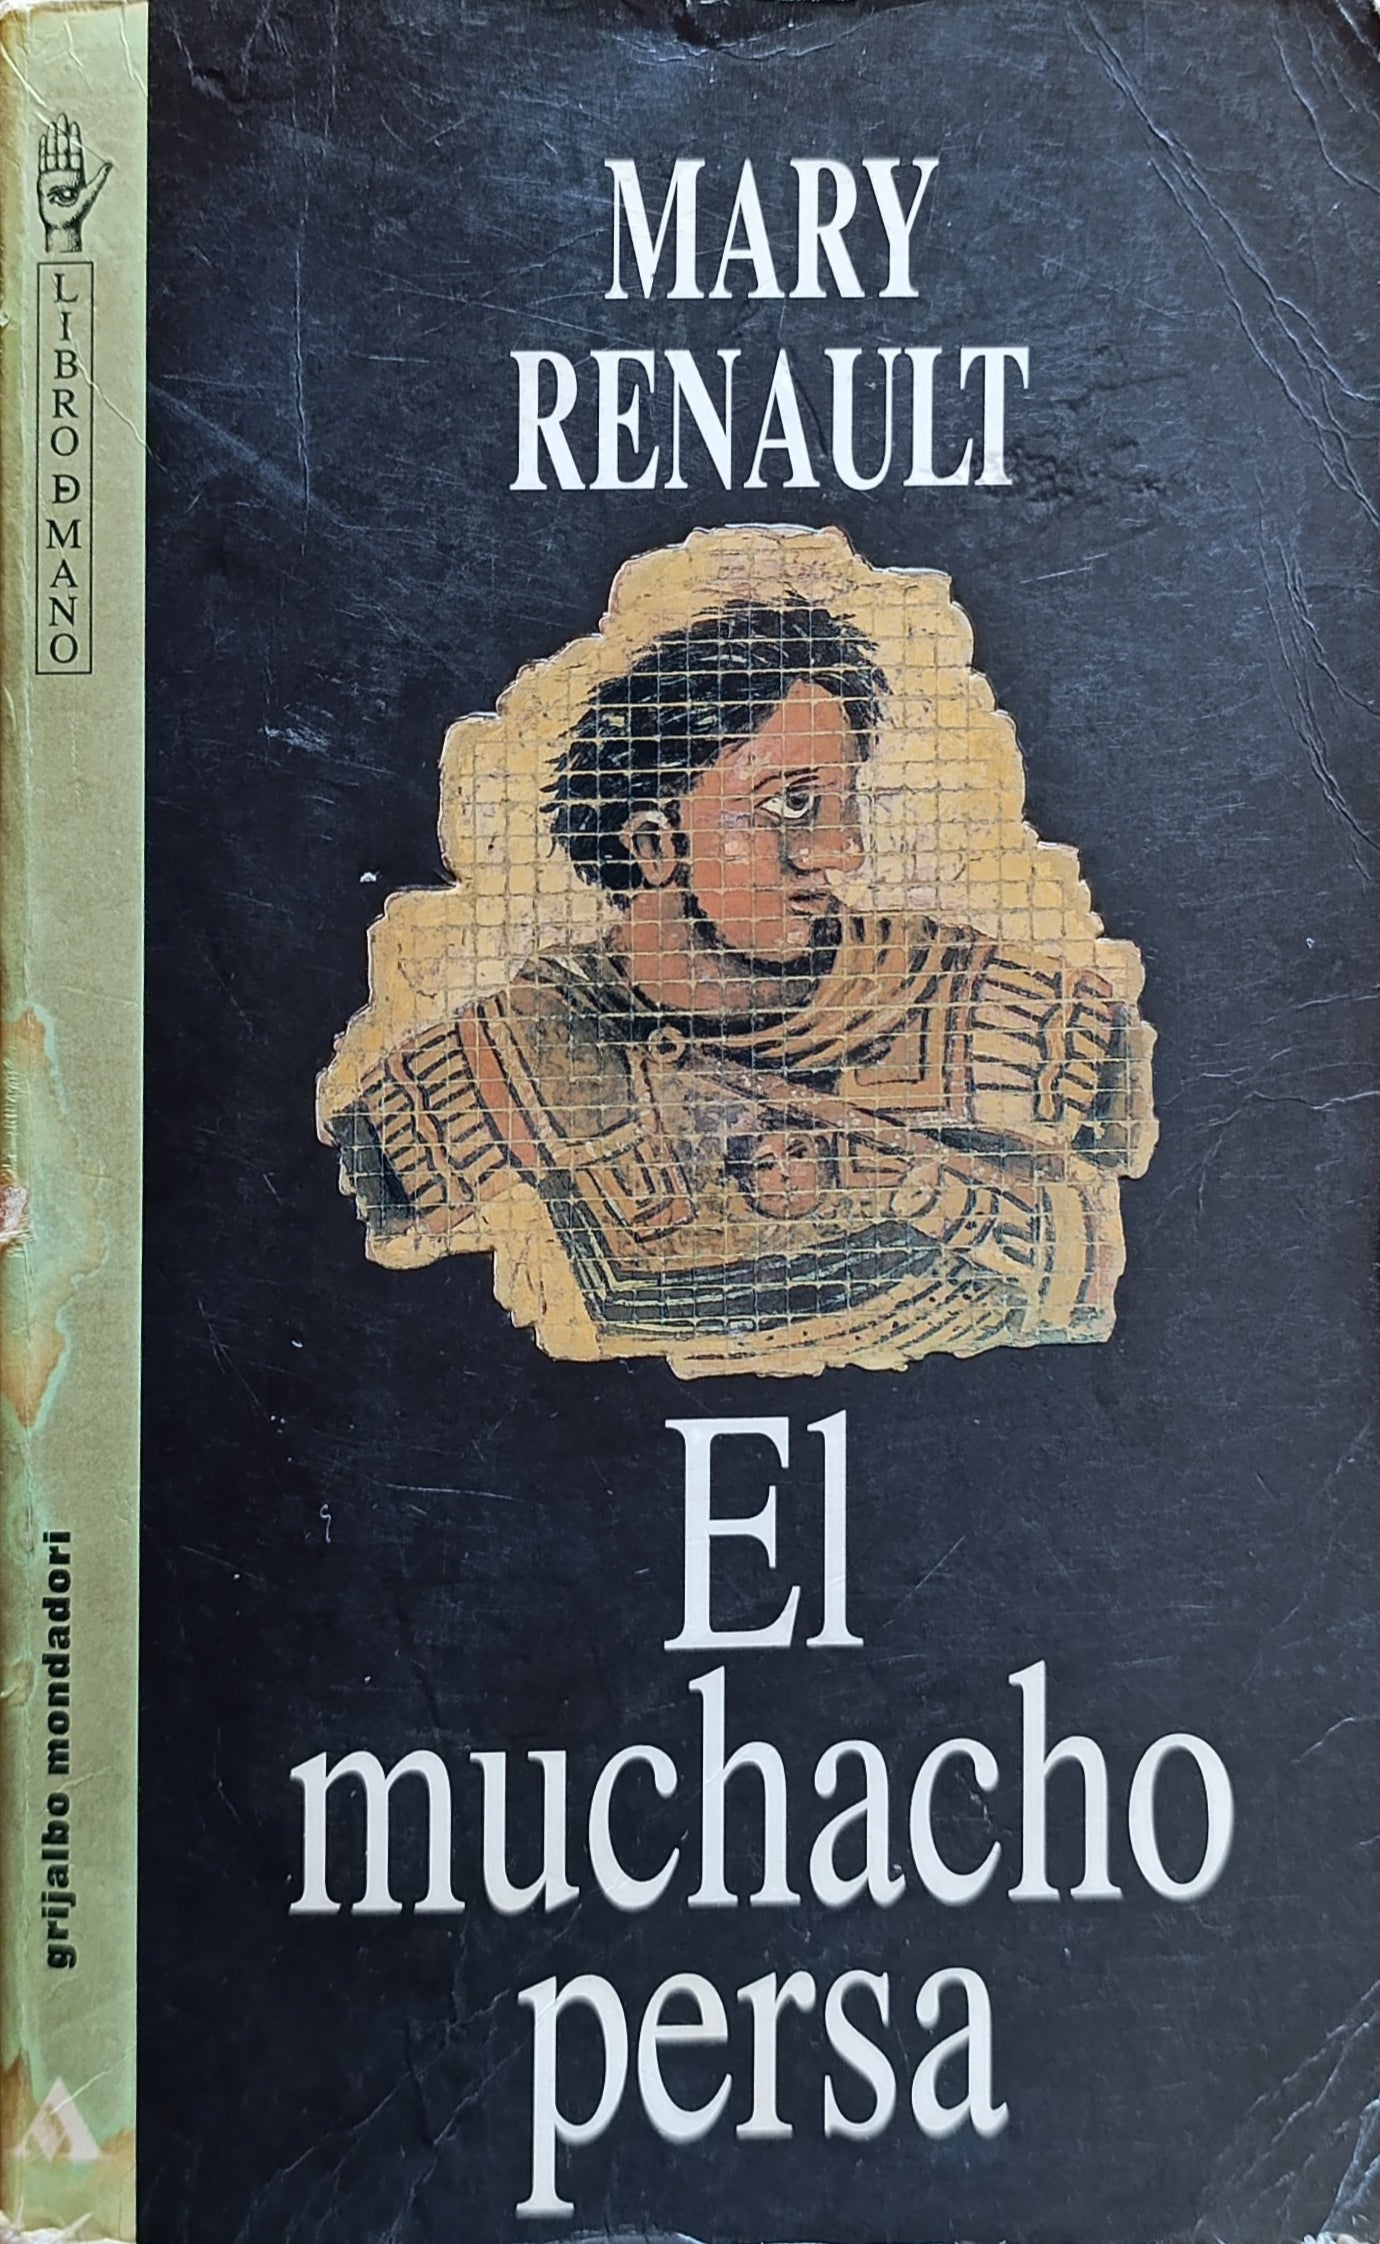 MARY
RENAULT
El
muchacho
persa
LIBRO DE MANO
grijalbo mondadori